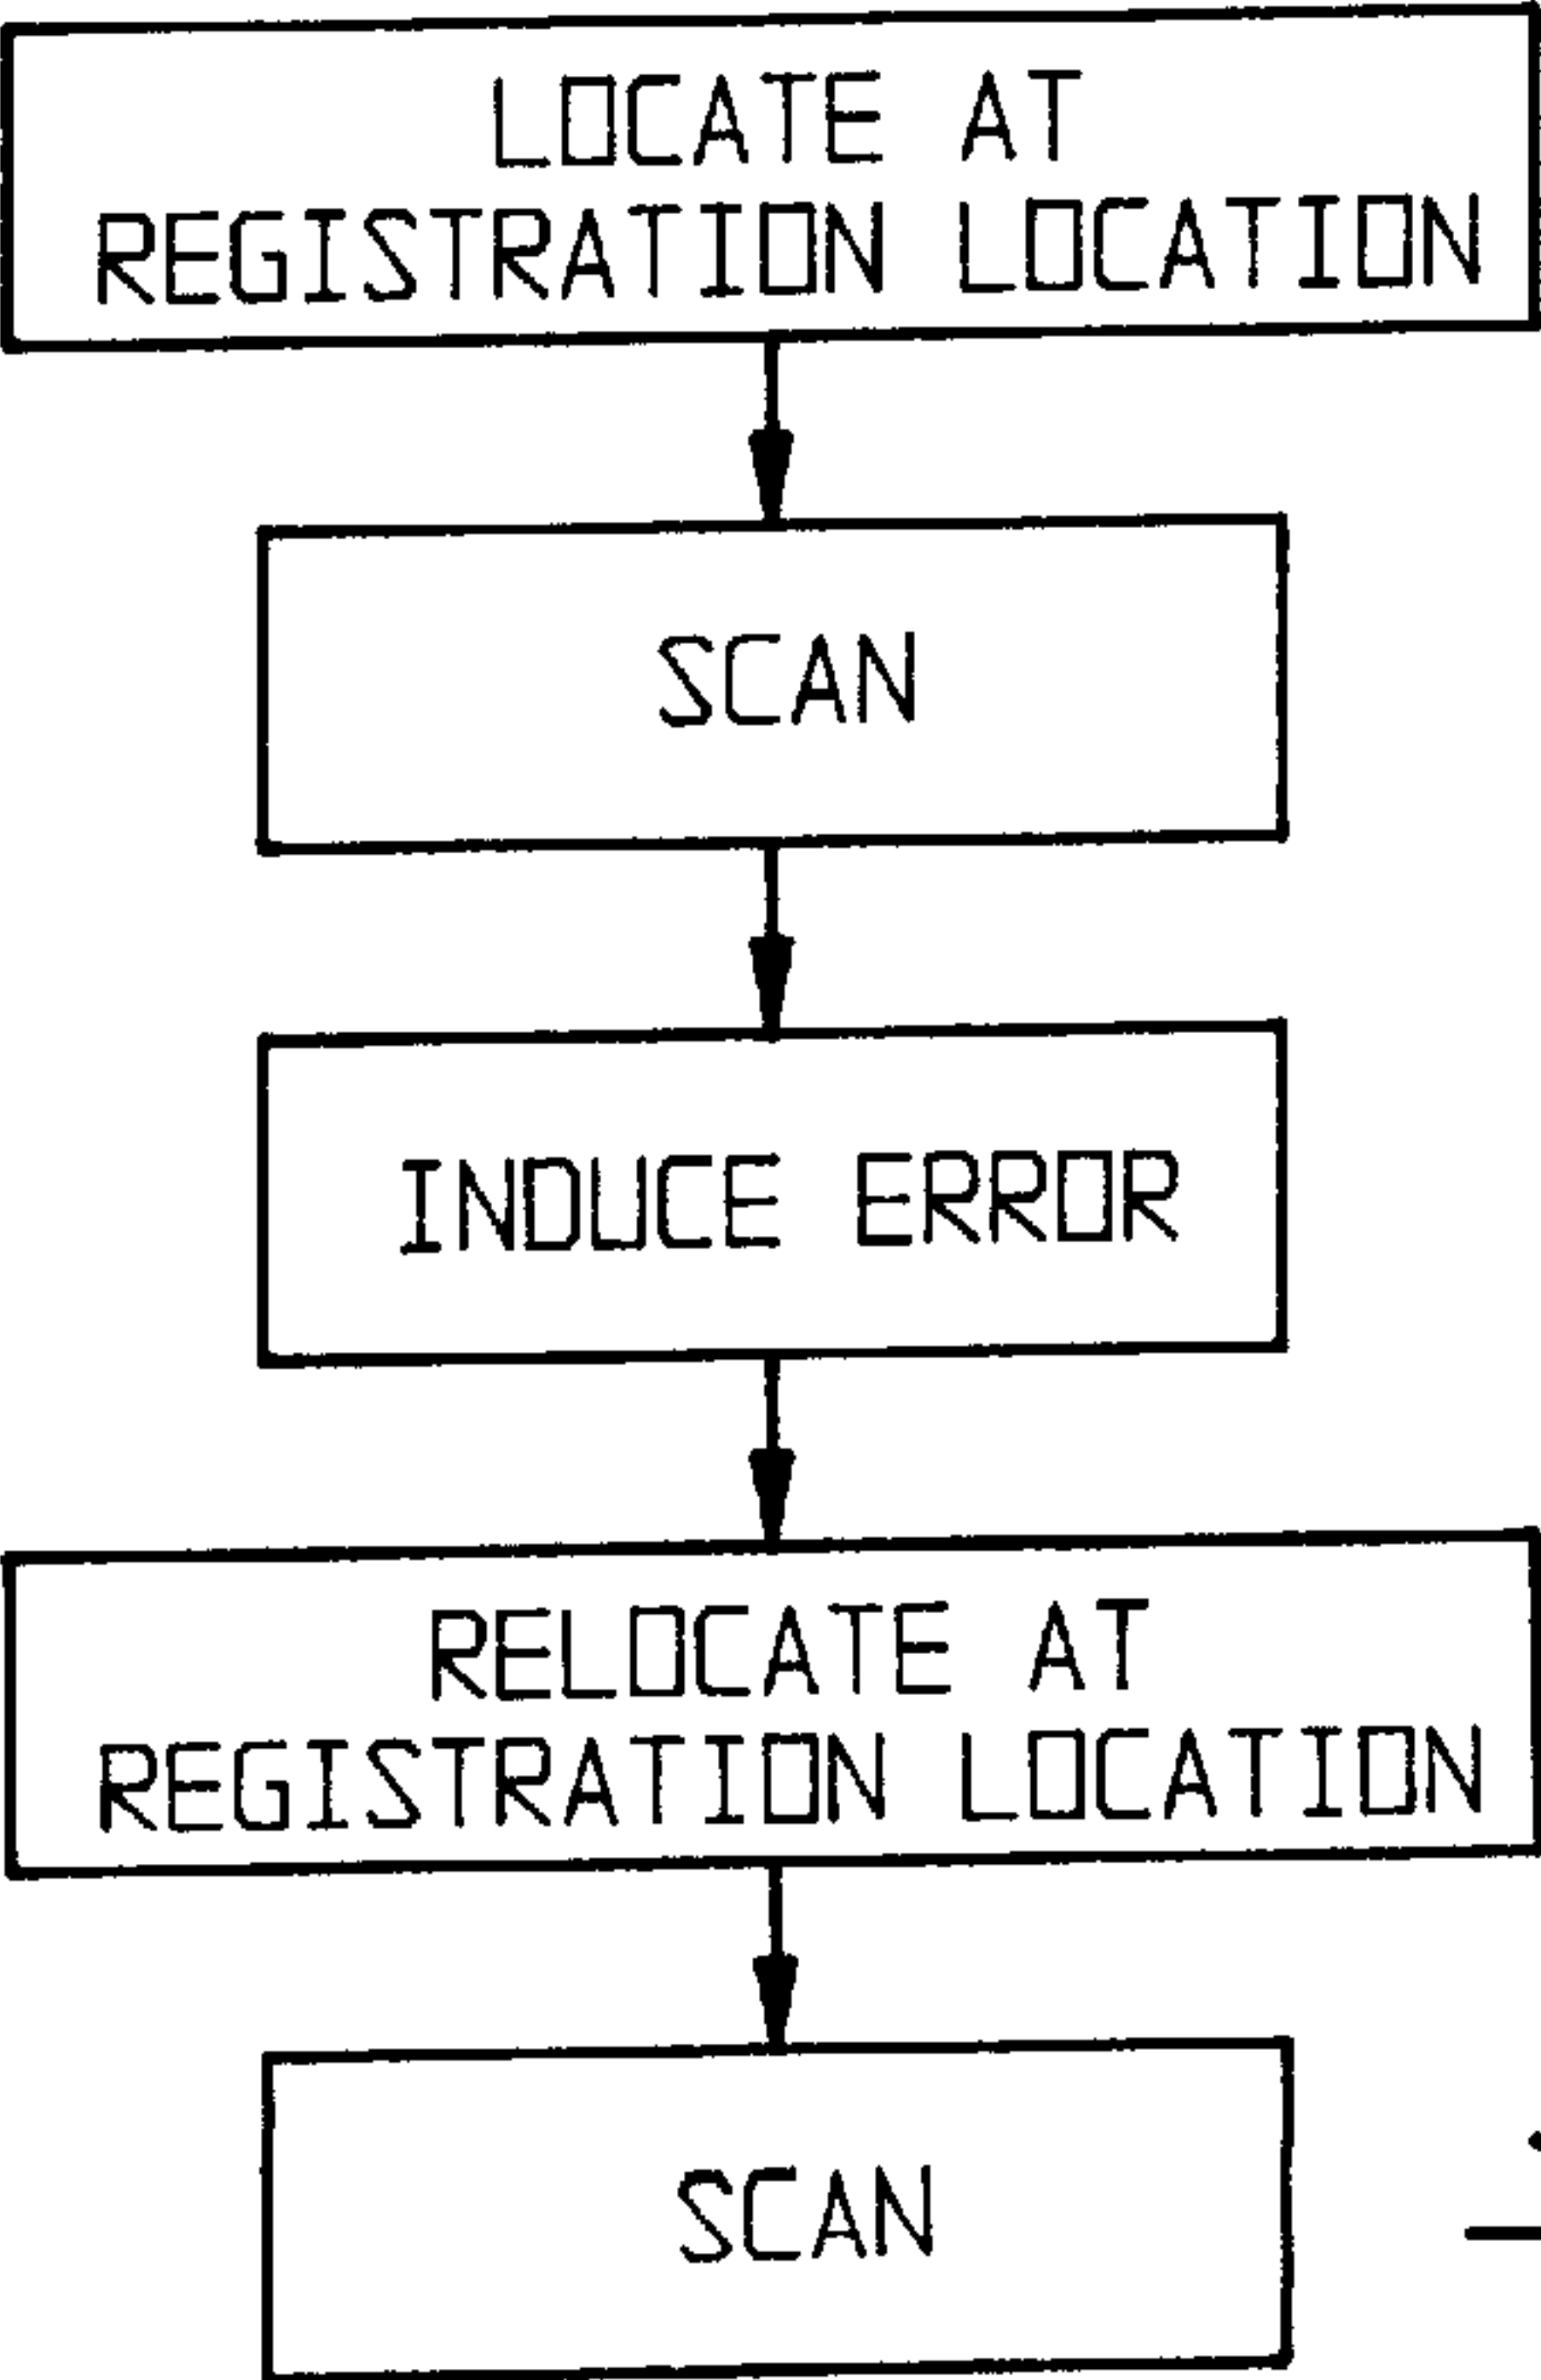 LOCATE AT
REGISTRATION LOCATION
SCAN
INDUCE ERROR
RELOCATE AT
REGISTRATION LOCATION
SCAN